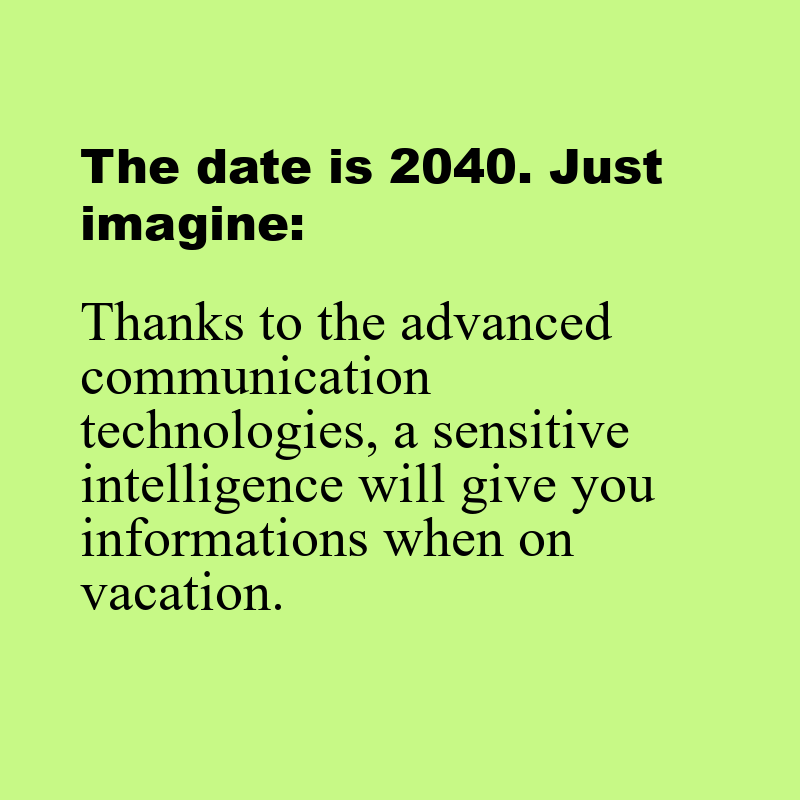 The date is 2040. Just
imagine:
Thanks to the advanced
communication
technologies, a sensitive
intelligence will give you
informations when on
vacation.